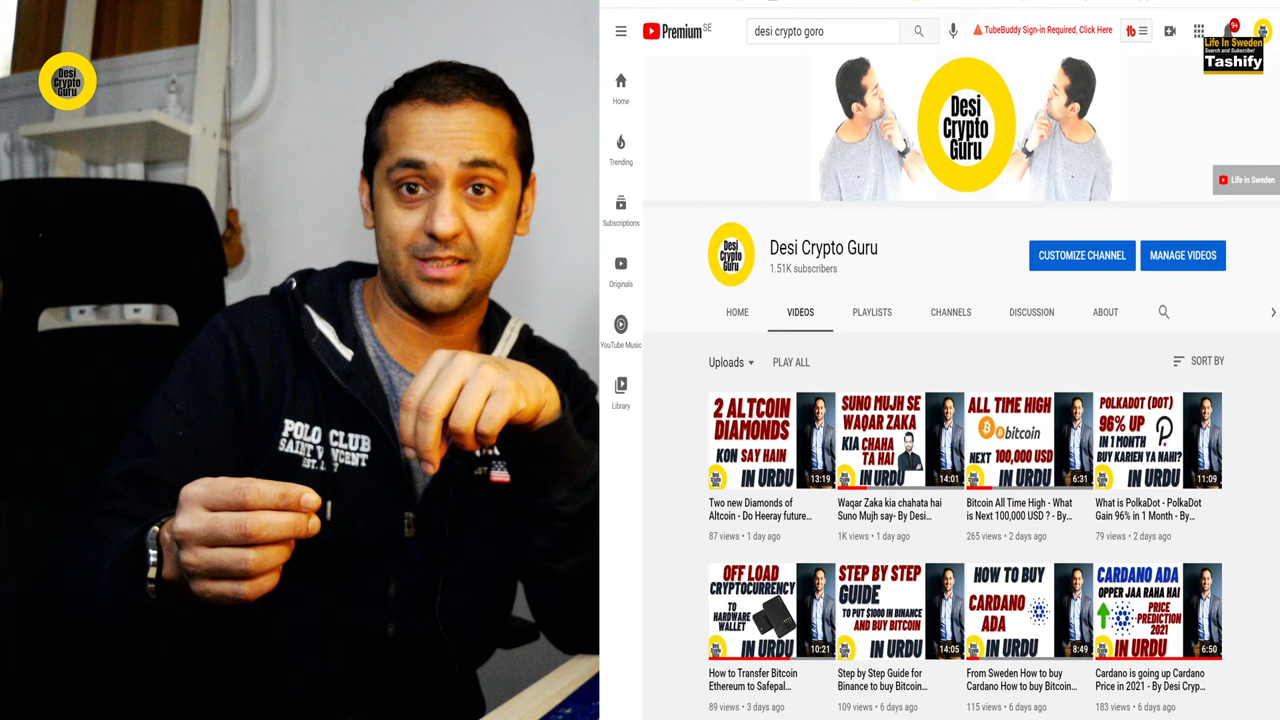 Desi
Crypto
Guru
POLO CLUB
EST.
Premium SE
desi crypto goro
TubeBuddy Sign-in Required, Click Here
tb
9+
Life In Sweden
Search and Subscribe!
Tashify
Home
Trending
Subscriptions
Originals
YouTube Music
Library
Desi
Crypto
Guru
Life in Sweden
Desi
Crypto
Guru
Desi Crypto Guru
1.51K subscribers
CUSTOMIZE CHANNEL
MANAGE VIDEOS
HOME
VIDEOS
PLAYLISTS
CHANNELS
DISCUSSION
ABOUT
Uploads
PLAY ALL
SORT BY
2 ALTCOIN
DIAMONDS
KON SAY HAIN
IN URDU
13:19
Two new Diamonds of
Altcoin - Do Heeray future...
87 views • 1 day ago
SUNO MUJH SE
WAQAR ZAKA
KIA CHAHA
TA HAI
IN URDU
14:01
Waqar Zaka kia chahata hai
Suno Mujh say- By Desi...
1K views • 1 day ago
ALL TIME HIGH
bitcoin
NEXT 100,000 USD
IN URDU
6:31
Bitcoin All Time High - What
is Next 100,000 USD ? - By...
265 views • 2 days ago
POLKADOT (DOT)
96% UP
IN 1 MONTH
BUY KARIEN YA NAHI?
IN URDU
11:09
What is PolkaDot - PolkaDot
Gain 96% in 1 Month - By...
79 views • 2 days ago
OFF LOAD
CRYPTOCURRENCY
TO
HARDWARE
WALLET
IN URDU
10:21
How to Transfer Bitcoin
Ethereum to Safepal...
89 views • 3 days ago
STEP BY STEP
GUIDE
TO PUT $1000 IN BINANCE
AND BUY BITCOIN
IN URDU
14:05
Step by Step Guide for
Binance to buy Bitcoin...
109 views • 6 days ago
HOW TO BUY
CARDANO
ADA
IN URDU
8:49
From Sweden How to buy
Cardano How to buy Bitcoin...
115 views • 6 days ago
CARDANO ADA
OPPER JAA RAHA HAI
PRICE
PREDICTION
2021
IN URDU
6:50
Cardano is going up Cardano
Price in 2021 - By Desi Cryp...
183 views • 6 days ago